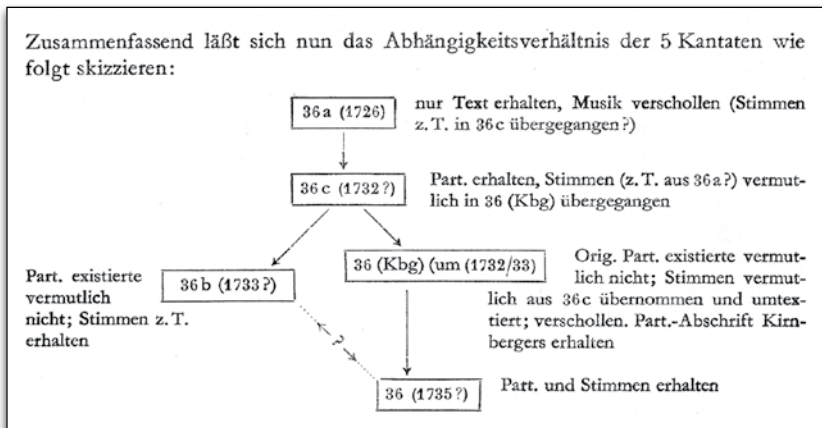 Zusammenfassend läßt sich nun das Abhängigkeitsverhältnis der 5 Kantaten wie
folgt skizzieren:
36a (1726)
nur Text erhalten, Musik verschollen (Stimmen
z. T. in 36c übergegangen?)
36c (1732?)
Part. erhalten, Stimmen (z. T. aus 36a?) vermut-
lich in 36 (Kbg) übergegangen
Part. existierte
vermutlich
nicht; Stimmen z. T.
erhalten
36b (1733?)
36 (Kbg) (um (1732/33)
Orig. Part. existierte vermut-
lich nicht; Stimmen vermut-
lich aus 36c übernommen und umtex-
tiert; verschollen. Part.-Abschrift Kirn-
bergers erhalten
?
36 (1735?)
Part. und Stimmen erhalten